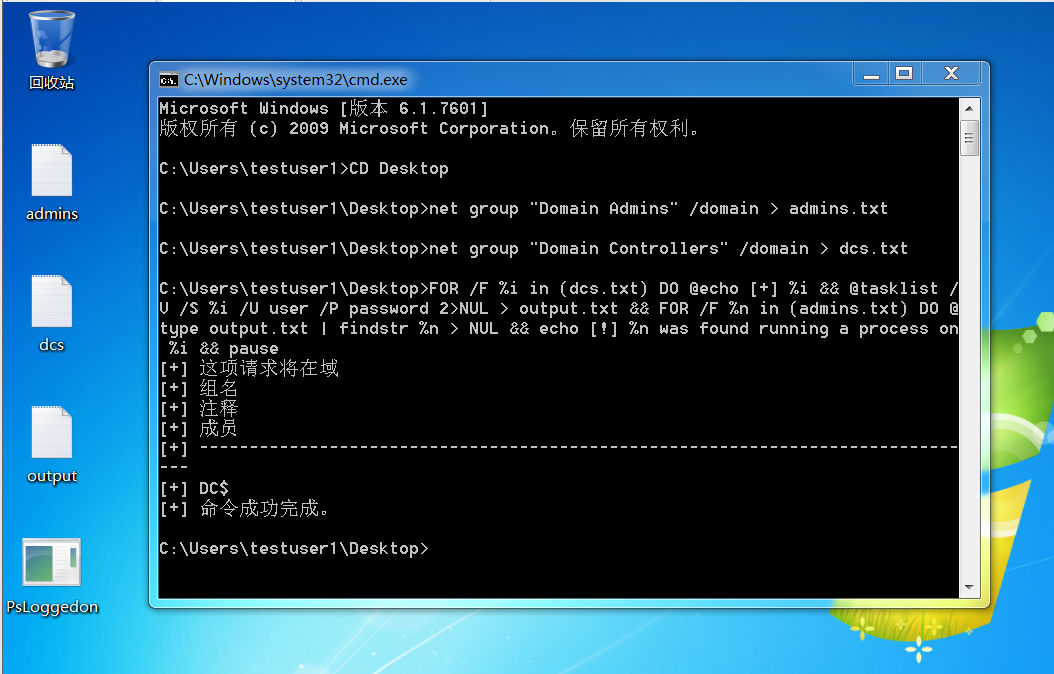 回收站
admins
dcs
output
PsLoggedon
C:\Windows\system32\cmd.exe
Microsoft Windows [版本 6.1.7601]
版权所有 (c) 2009 Microsoft Corporation。保留所有权利。
C:\Users\testuser1>CD Desktop
C:\Users\testuser1\Desktop>net group "Domain Admins" /domain > admins.txt
C:\Users\testuser1\Desktop>net group "Domain Controllers" /domain > dcs.txt
C:\Users\testuser1\Desktop>FOR /F %i in (dcs.txt) DO @echo [+] %i && @tasklist /
V /S %i /U user /P password 2>NUL > output.txt && FOR /F %n in (admins.txt) DO @
type output.txt | findstr %n > NUL && echo [!] %n was found running a process on
%i && pause
[+] 这项请求将在域
[+] 组名
[+] 注释
[+] 成员
[+] ----------------------------------------------------------------------------
---
[+] DC$
[+] 命令成功完成。
C:\Users\testuser1\Desktop>